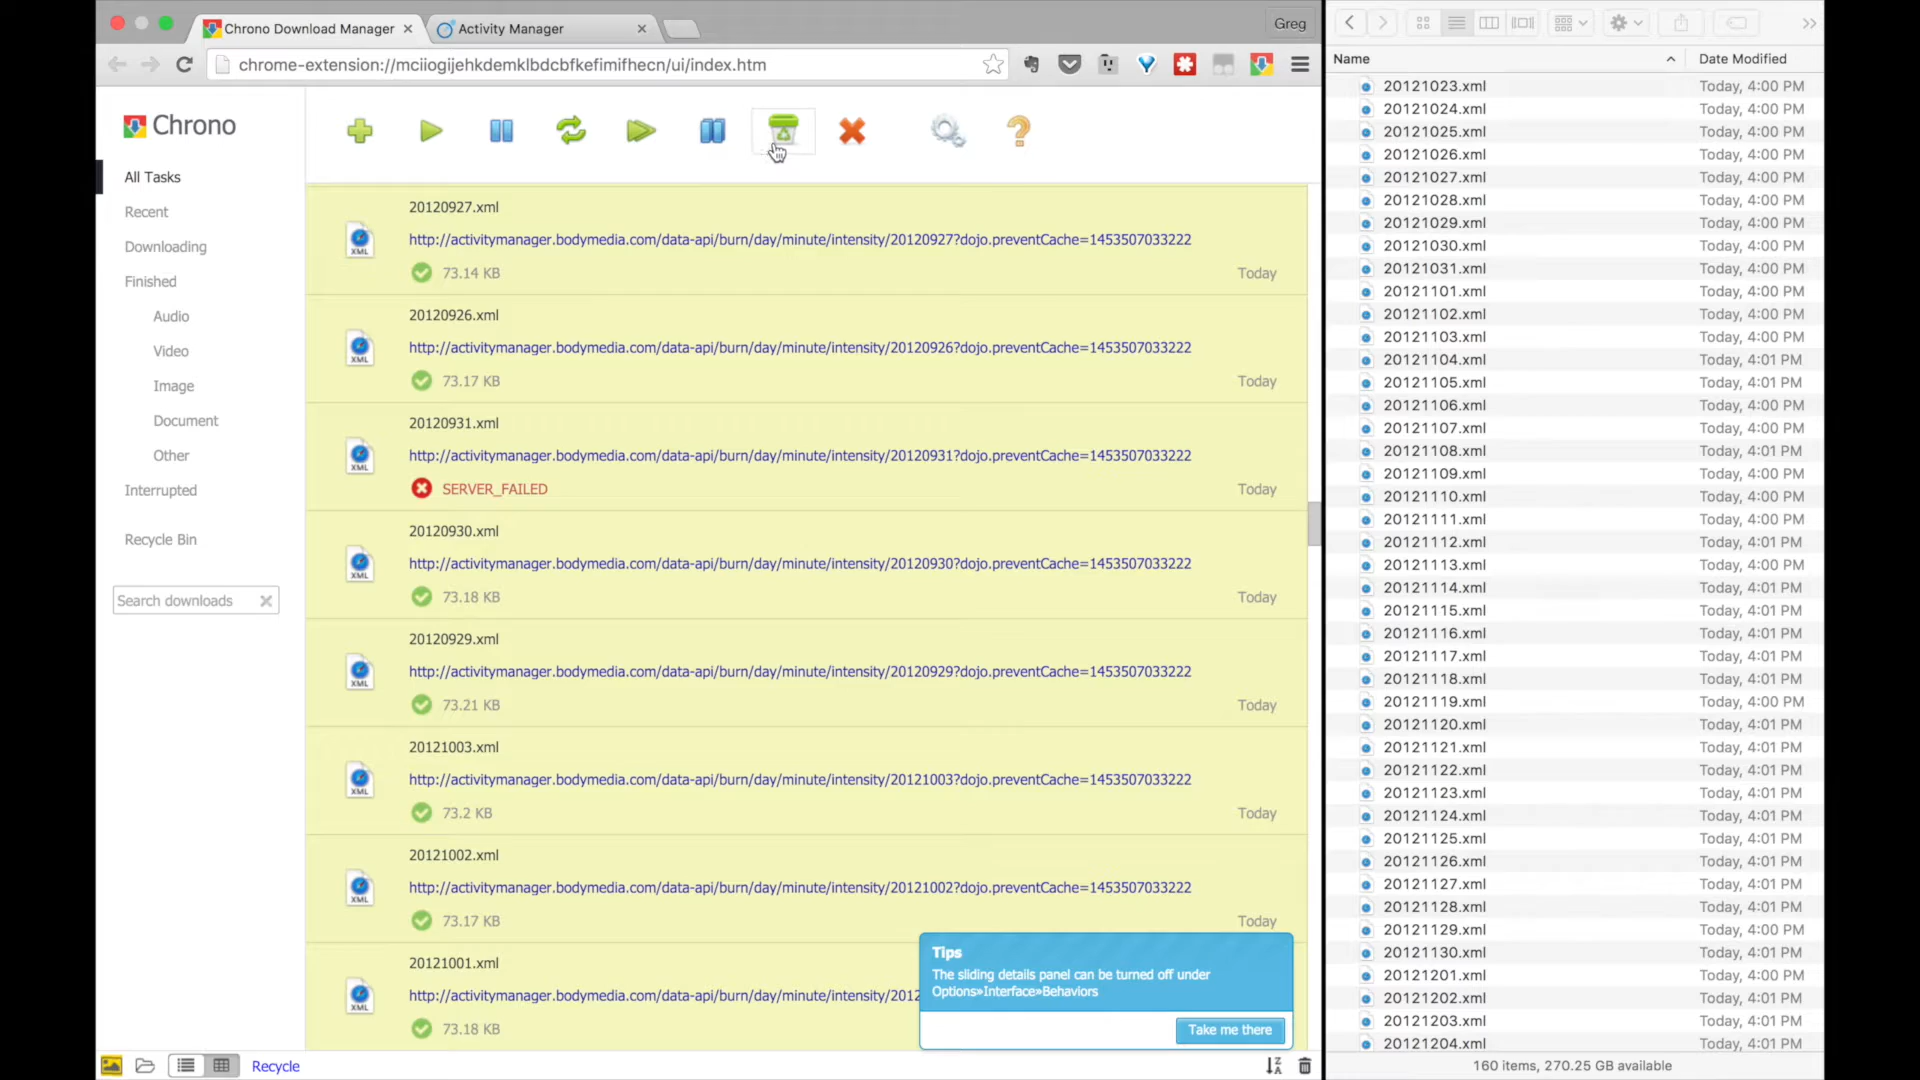 Chrono Download Manager
Activity Manager
Greg
chrome-extension://mciiogijehkdemklbdcbfkefimifhecn/ui/index.htm
Chrono
All Tasks
Recent
Downloading
Finished
Audio
Video
Image
Document
Other
Interrupted
Recycle Bin
Search downloads
20120927.xml
http://activitymanager.bodymedia.com/data-api/burn/day/minute/intensity/20120927?dojo.preventCache=1453507033222
73.14 KB
Today
20120926.xml
http://activitymanager.bodymedia.com/data-api/burn/day/minute/intensity/20120926?dojo.preventCache=1453507033222
73.17 KB
Today
20120931.xml
http://activitymanager.bodymedia.com/data-api/burn/day/minute/intensity/20120931?dojo.preventCache=1453507033222
SERVER_FAILED
Today
20120930.xml
http://activitymanager.bodymedia.com/data-api/burn/day/minute/intensity/20120930?dojo.preventCache=1453507033222
73.18 KB
Today
20120929.xml
http://activitymanager.bodymedia.com/data-api/burn/day/minute/intensity/20120929?dojo.preventCache=1453507033222
73.21 KB
Today
20121003.xml
http://activitymanager.bodymedia.com/data-api/burn/day/minute/intensity/20121003?dojo.preventCache=1453507033222
73.2 KB
Today
20121002.xml
http://activitymanager.bodymedia.com/data-api/burn/day/minute/intensity/20121002?dojo.preventCache=1453507033222
73.17 KB
Today
20121001.xml
http://activitymanager.bodymedia.com/data-api/burn/day/minute/intensity/2012
73.18 KB
Tips
The sliding details panel can be turned off under
Options»Interface»Behaviors
Take me there
Recycle
Name Date Modified
20121023.xml Today, 4:00 PM
20121024.xml Today, 4:00 PM
20121025.xml Today, 4:00 PM
20121026.xml Today, 4:00 PM
20121027.xml Today, 4:00 PM
20121028.xml Today, 4:00 PM
20121029.xml Today, 4:00 PM
20121030.xml Today, 4:00 PM
20121031.xml Today, 4:00 PM
20121101.xml Today, 4:00 PM
20121102.xml Today, 4:00 PM
20121103.xml Today, 4:00 PM
20121104.xml Today, 4:01 PM
20121105.xml Today, 4:01 PM
20121106.xml Today, 4:00 PM
20121107.xml Today, 4:00 PM
20121108.xml Today, 4:01 PM
20121109.xml Today, 4:00 PM
20121110.xml Today, 4:00 PM
20121111.xml Today, 4:00 PM
20121112.xml Today, 4:01 PM
20121113.xml Today, 4:00 PM
20121114.xml Today, 4:01 PM
20121115.xml Today, 4:01 PM
20121116.xml Today, 4:01 PM
20121117.xml Today, 4:01 PM
20121118.xml Today, 4:01 PM
20121119.xml Today, 4:00 PM
20121120.xml Today, 4:01 PM
20121121.xml Today, 4:01 PM
20121122.xml Today, 4:01 PM
20121123.xml Today, 4:01 PM
20121124.xml Today, 4:01 PM
20121125.xml Today, 4:01 PM
20121126.xml Today, 4:01 PM
20121127.xml Today, 4:01 PM
20121128.xml Today, 4:01 PM
20121129.xml Today, 4:00 PM
20121130.xml Today, 4:01 PM
20121201.xml Today, 4:00 PM
20121202.xml Today, 4:01 PM
20121203.xml Today, 4:01 PM
20121204.xml Today, 4:01 PM
160 items, 270.25 GB available